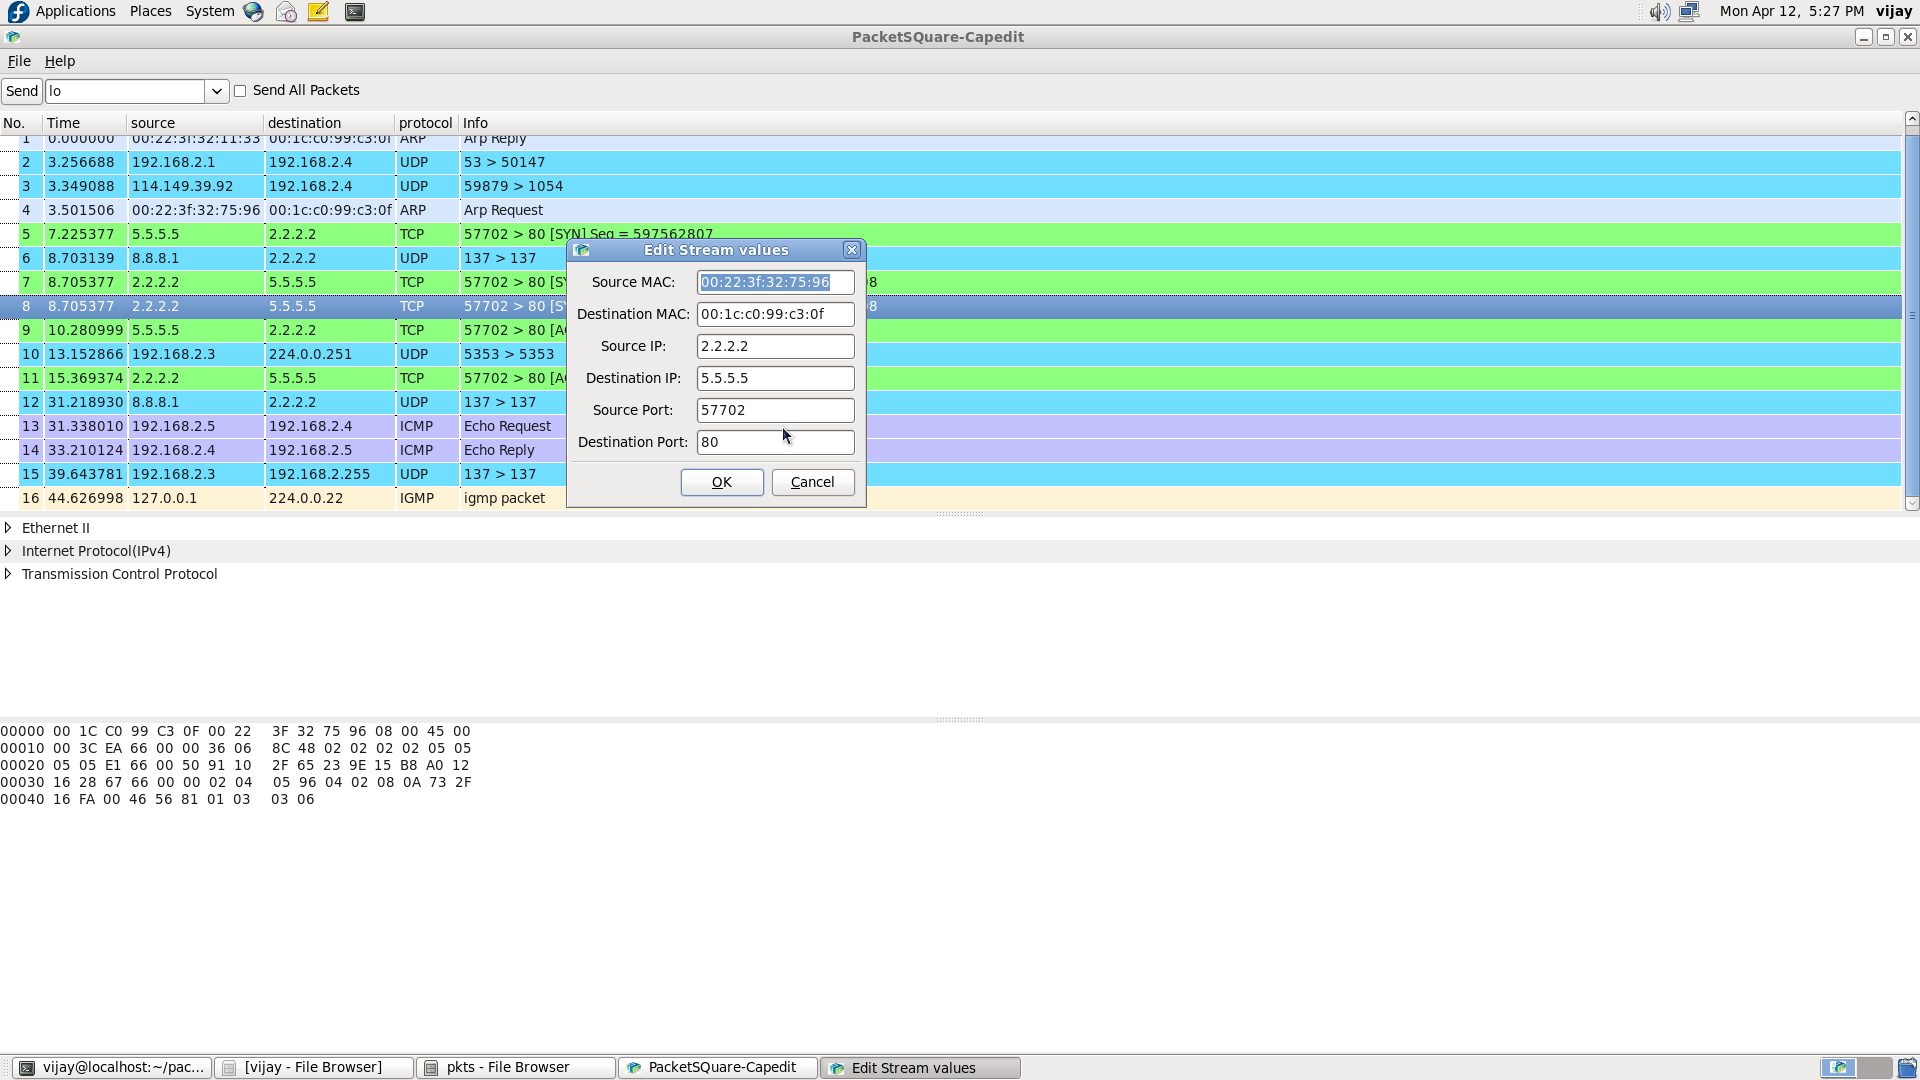 Applications Places System Mon Apr 12, 5:27 PM vijay
PacketSQuare-Capedit
File Help
Send lo Send All Packets
No. Time source destination protocol Info
1 0.000000 00:22:3f:32:11:33 00:1c:c0:99:c3:0f ARP Arp Reply
2 3.256688 192.168.2.1 192.168.2.4 UDP 53 > 50147
3 3.349088 114.149.39.92 192.168.2.4 UDP 59879 > 1054
4 3.501506 00:22:3f:32:75:96 00:1c:c0:99:c3:0f ARP Arp Request
5 7.225377 5.5.5.5 2.2.2.2 TCP 57702 > 80 [SYN] Seq = 597562807
6 8.703139 8.8.8.1 2.2.2.2 UDP 137 > 137
7 8.705377 2.2.2.2 5.5.5.5 TCP 57702 > 80 [SY 8
8 8.705377 2.2.2.2 5.5.5.5 TCP 57702 > 80 [SY 8
9 10.280999 5.5.5.5 2.2.2.2 TCP 57702 > 80 [A
10 13.152866 192.168.2.3 224.0.0.251 UDP 5353 > 5353
11 15.369374 2.2.2.2 5.5.5.5 TCP 57702 > 80 [A
12 31.218930 8.8.8.1 2.2.2.2 UDP 137 > 137
13 31.338010 192.168.2.5 192.168.2.4 ICMP Echo Request
14 33.210124 192.168.2.4 192.168.2.5 ICMP Echo Reply
15 39.643781 192.168.2.3 192.168.2.255 UDP 137 > 137
16 44.626998 127.0.0.1 224.0.0.22 IGMP igmp packet
Edit Stream values
Source MAC: 00:22:3f:32:75:96
Destination MAC: 00:1c:c0:99:c3:0f
Source IP: 2.2.2.2
Destination IP: 5.5.5.5
Source Port: 57702
Destination Port: 80
OK Cancel
Ethernet II
Internet Protocol(IPv4)
Transmission Control Protocol
00000 00 1C C0 99 C3 0F 00 22 3F 32 75 96 08 00 45 00
00010 00 3C EA 66 00 00 36 06 8C 48 02 02 02 02 05 05
00020 05 05 E1 66 00 50 91 10 2F 65 23 9E 15 B8 A0 12
00030 16 28 67 66 00 00 02 04 05 96 04 02 08 0A 73 2F
00040 16 FA 00 46 56 81 01 03 03 06
vijay@localhost:~/pac... [vijay - File Browser] pkts - File Browser PacketSQuare-Capedit Edit Stream values